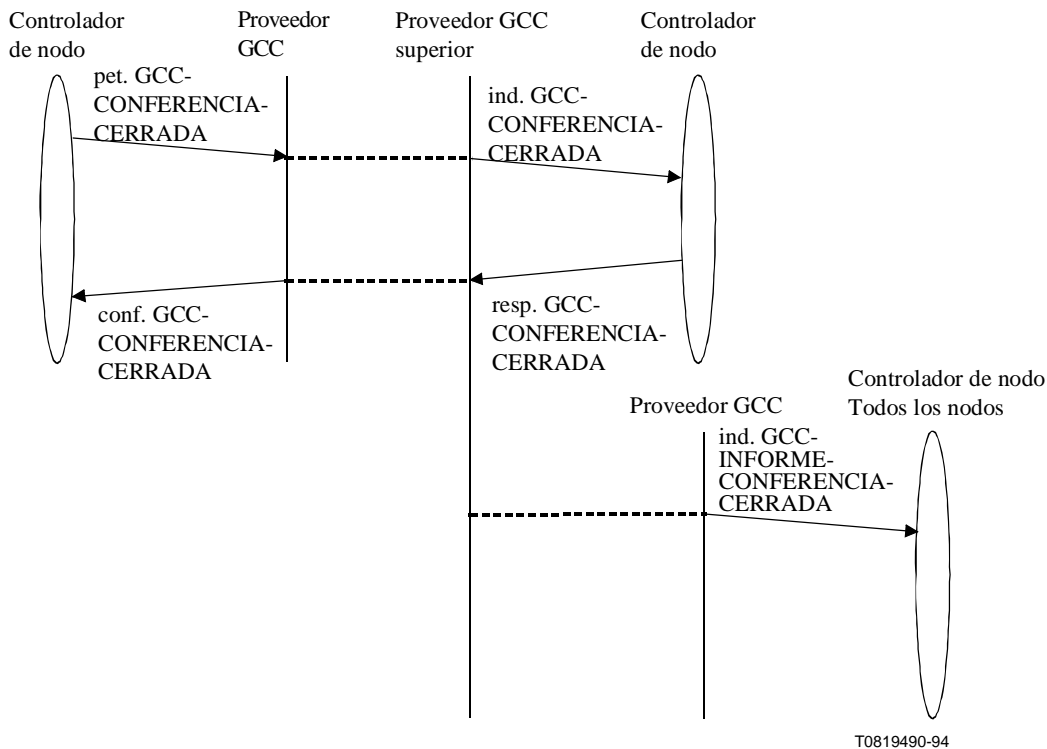 Controlador
de nodo
Proveedor
GCC
Proveedor GCC
superior
Controlador
de nodo
pet. GCC-
CONFERENCIA-
CERRADA
ind. GCC-
CONFERENCIA-
CERRADA
conf. GCC-
CONFERENCIA-
CERRADA
resp. GCC-
CONFERENCIA-
CERRADA
Controlador de nodo
Todos los nodos
Proveedor GCC
ind. GCC-
INFORME-
CONFERENCIA-
CERRADA
T0819490-94